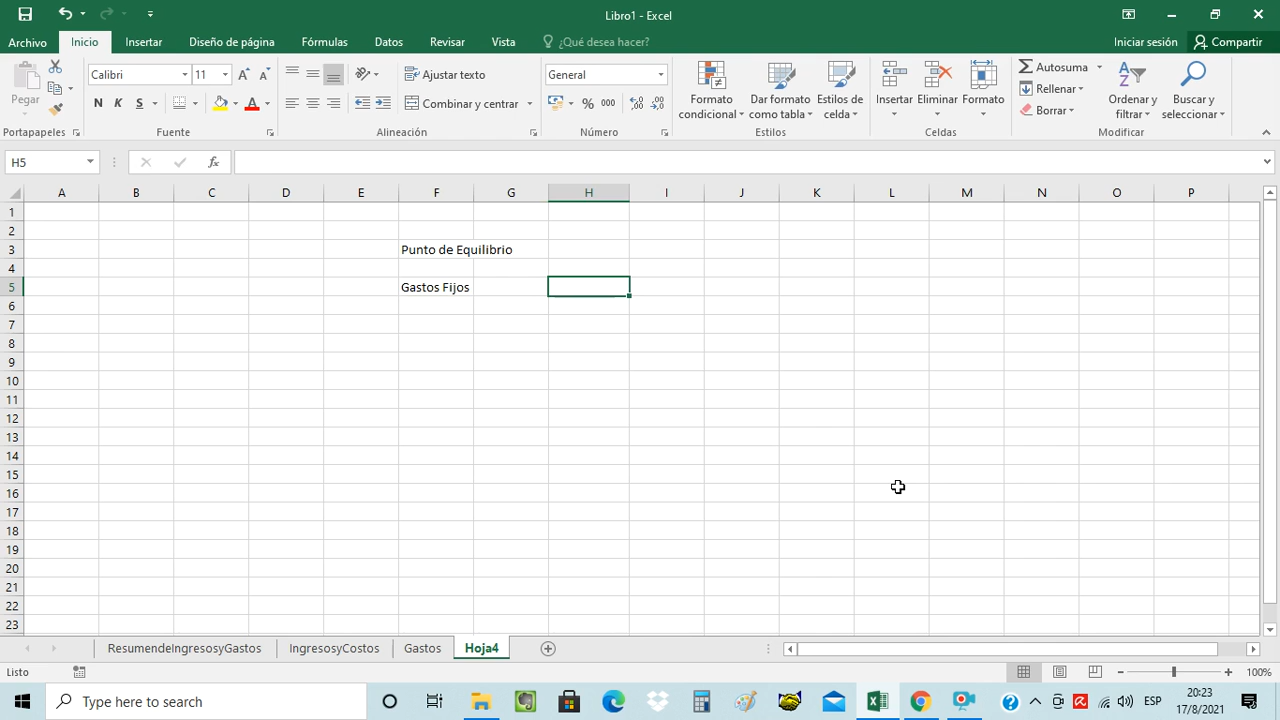 Libro1 - Excel
Archivo
Inicio
Insertar
Diseño de página
Fórmulas
Datos
Revisar
Vista
¿Qué desea hacer?
Iniciar sesión
Compartir
Pegar
Portapapeles
Calibri
11
N K S
A
Fuente
Ajustar texto
Combinar y centrar
Alineación
General
% 000
Número
Formato condicional
Dar formato como tabla
Estilos de celda
Estilos
Insertar
Eliminar
Formato
Celdas
Autosuma
Rellenar
Borrar
Ordenar y filtrar
Buscar y seleccionar
Modificar
H5
fx
A B C D E F G H I J K L M N O P
1
2
3 Punto de Equilibrio
4
5 Gastos Fijos
6
7
8
9
10
11
12
13
14
15
16
17
18
19
20
21
22
23
ResumendeIngresosyGastos
IngresosyCostos
Gastos
Hoja4
Listo
100%
Type here to search
ESP
20:23
17/8/2021